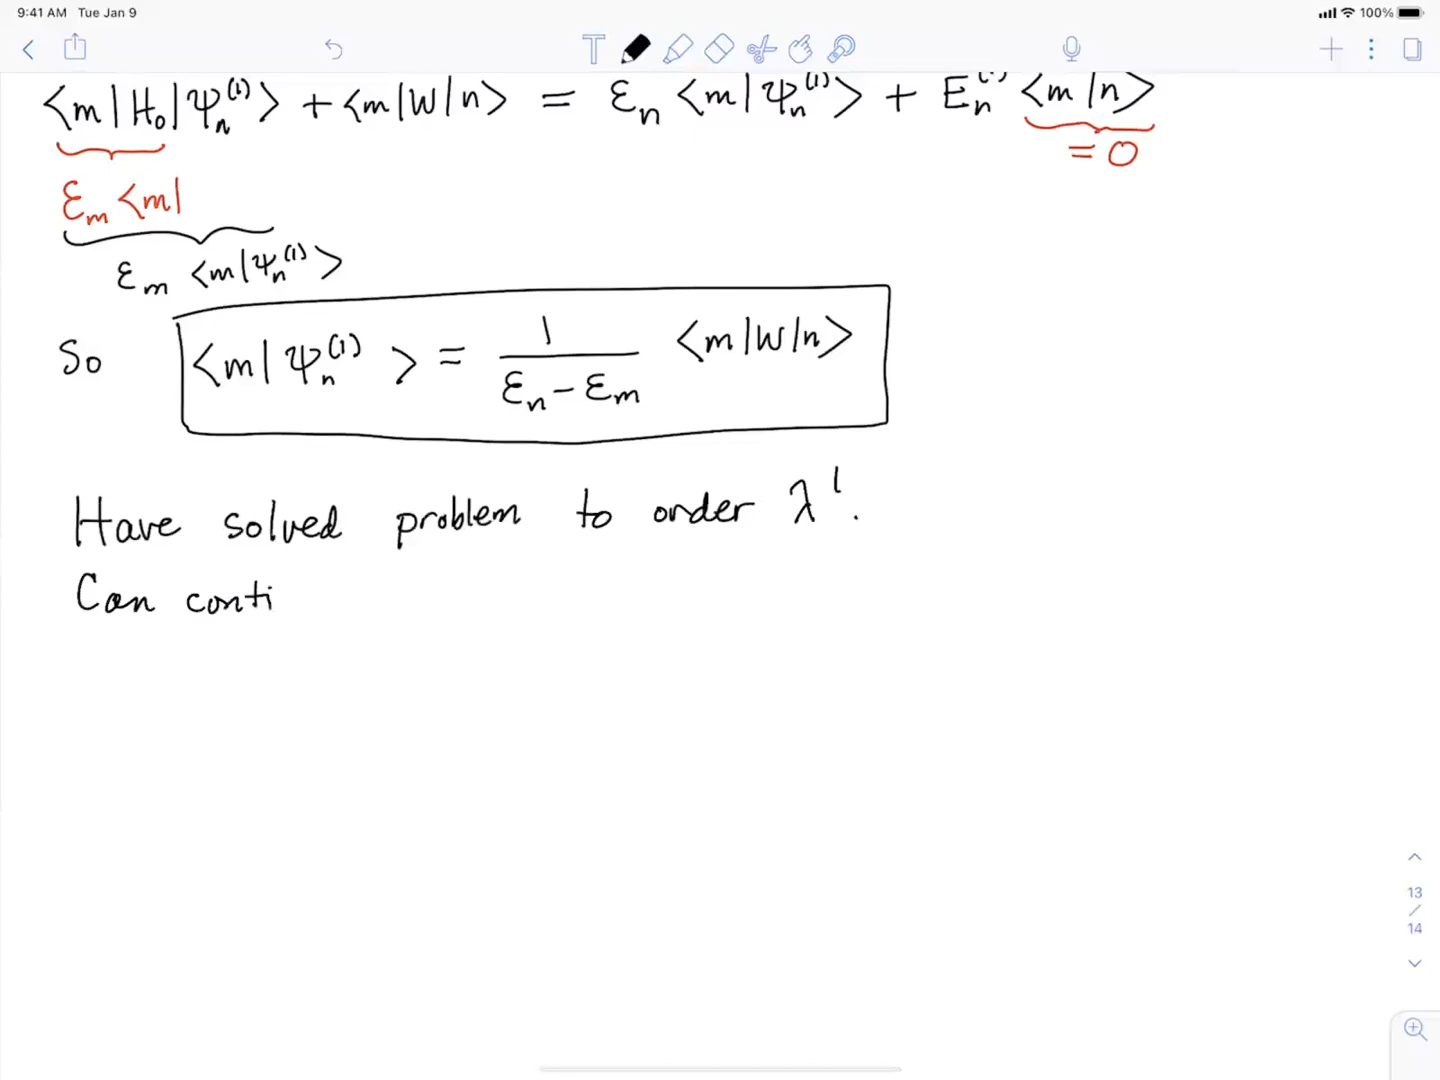 9:41 AM Tue Jan 9
100%
T
<m|H₀|ψₙ⁽¹⁾> + <m|W|n> = εₙ <m|ψₙ⁽¹⁾> + Eₙ⁽¹⁾ <m|n>
= 0
εₘ <m|
εₘ <m|ψₙ⁽¹⁾>
So <m|ψₙ⁽¹⁾> = 1/(εₙ − εₘ) <m|W|n>
Have solved problem to order λ¹.
Can conti
13
/
14